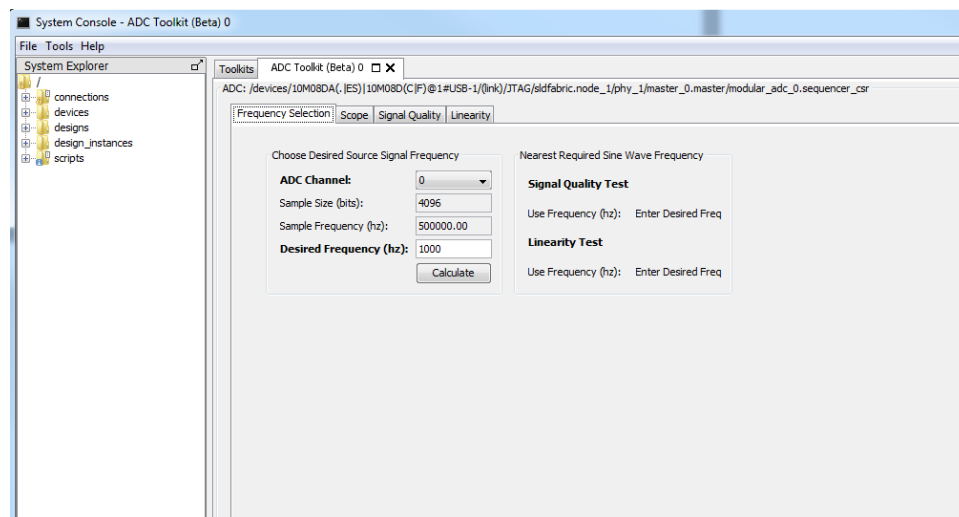 System Console - ADC Toolkit (Beta) 0
File Tools Help
System Explorer
/
connections
devices
designs
design_instances
scripts
Toolkits ADC Toolkit (Beta) 0
ADC: /devices/10M08DA(.|ES)|10M08D(C|F)@1#USB-1/(link)/JTAG/sldfabric.node_1/phy_1/master_0.master/modular_adc_0.sequencer_csr
Frequency Selection Scope Signal Quality Linearity
Choose Desired Source Signal Frequency
ADC Channel: 0
Sample Size (bits): 4096
Sample Frequency (hz): 500000.00
Desired Frequency (hz): 1000
Calculate
Nearest Required Sine Wave Frequency
Signal Quality Test
Use Frequency (hz): Enter Desired Freq
Linearity Test
Use Frequency (hz): Enter Desired Freq